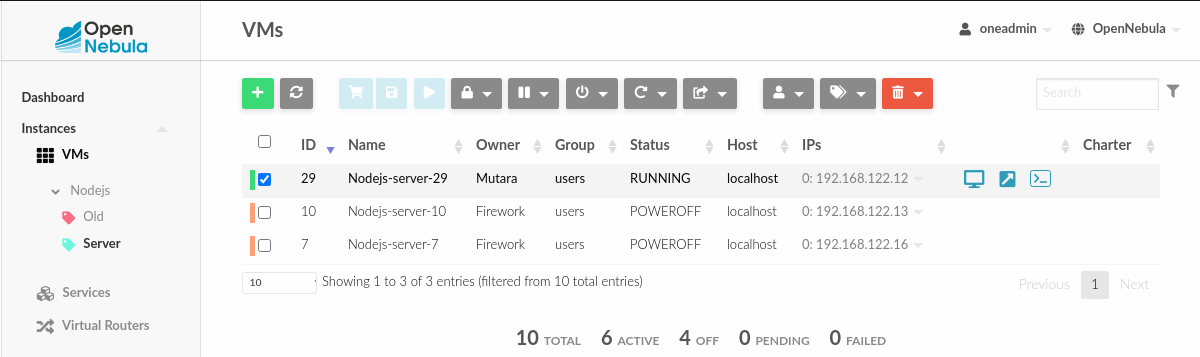 Open
Nebula
VMs
oneadmin
OpenNebula
Dashboard
Instances
VMs
Nodejs
Old
Server
Services
Virtual Routers
Search
ID Name Owner Group Status Host IPs Charter
29 Nodejs-server-29 Mutara users RUNNING localhost 0: 192.168.122.12
10 Nodejs-server-10 Firework users POWEROFF localhost 0: 192.168.122.13
7 Nodejs-server-7 Firework users POWEROFF localhost 0: 192.168.122.16
10 Showing 1 to 3 of 3 entries (filtered from 10 total entries)
Previous 1 Next
10 TOTAL 6 ACTIVE 4 OFF 0 PENDING 0 FAILED